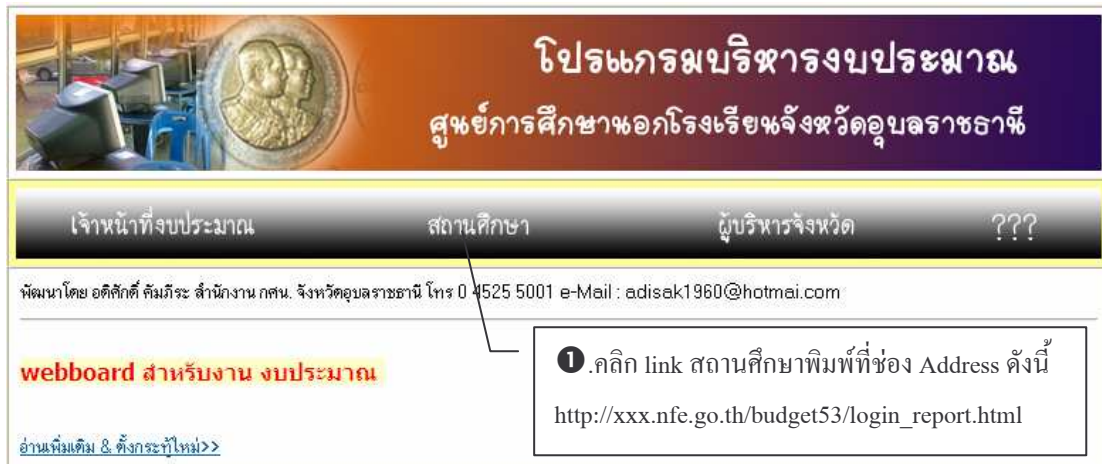 โปรแกรมบริหารงบประมาณ
ศูนย์การศึกษานอกโรงเรียนจังหวัดอุบลราชธานี
เจ้าหน้าที่งบประมาณ สถานศึกษา ผู้บริหารจังหวัด ???
พัฒนาโดย อดิศักดิ์ คัมภีระ สำนักงาน กศน. จังหวัดอุบลราชธานี โทร 0 4525 5001 e-Mail : adisak1960@hotmai.com
❶.คลิก link สถานศึกษาพิมพ์ที่ช่อง Address ดังนี้
http://xxx.nfe.go.th/budget53/login_report.html
webboard สำหรับงาน งบประมาณ
อ่านเพิ่มเติม & ตั้งกระทู้ใหม่>>